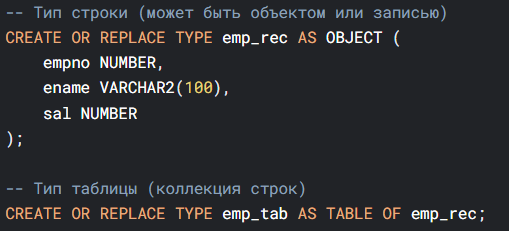 -- Тип строки (может быть объектом или записью)
CREATE OR REPLACE TYPE emp_rec AS OBJECT (
    empno NUMBER,
    ename VARCHAR2(100),
    sal NUMBER
);

-- Тип таблицы (коллекция строк)
CREATE OR REPLACE TYPE emp_tab AS TABLE OF emp_rec;